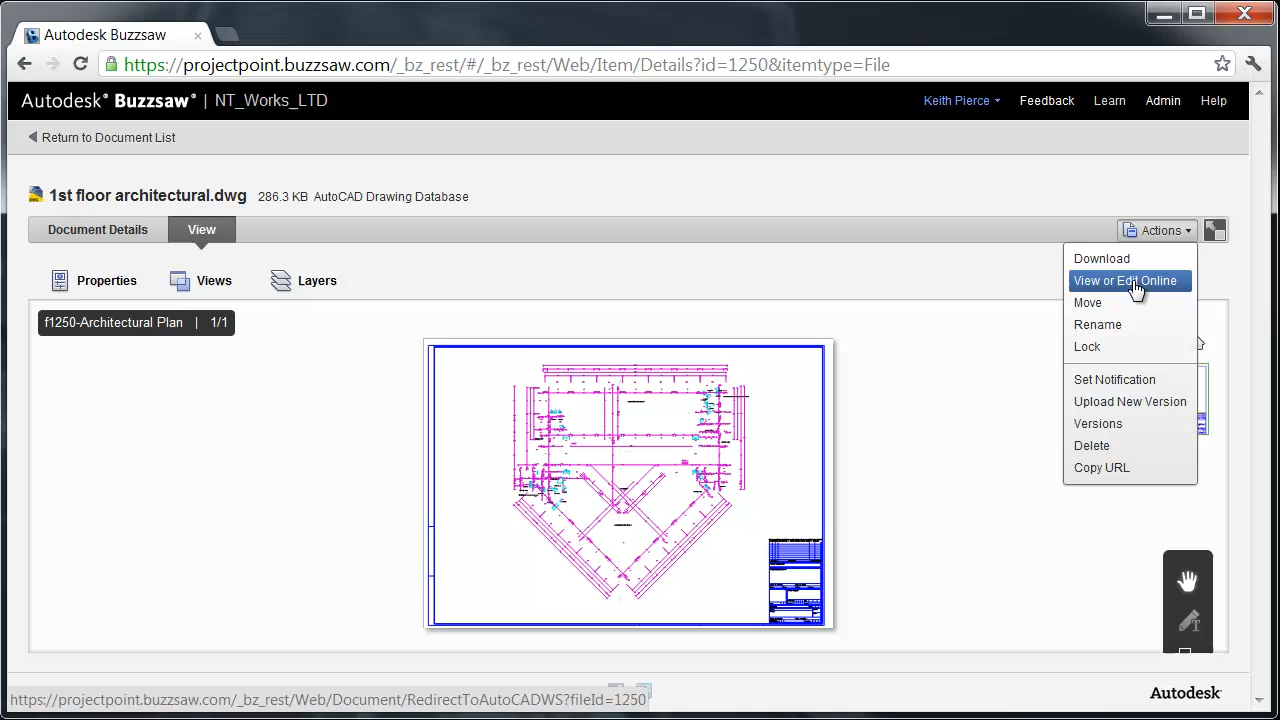 Autodesk Buzzsaw
https://projectpoint.buzzsaw.com/_bz_rest/#/_bz_rest/Web/Item/Details?id=1250&itemtype=File
Autodesk® Buzzsaw® | NT_Works_LTD
Keith Pierce Feedback Learn Admin Help
Return to Document List
1st floor architectural.dwg 286.3 KB AutoCAD Drawing Database
Document Details View Actions
Properties Views Layers
f1250-Architectural Plan | 1/1
Download
View or Edit Online
Move
Rename
Lock
Set Notification
Upload New Version
Versions
Delete
Copy URL
https://projectpoint.buzzsaw.com/_bz_rest/Web/Document/RedirectToAutoCADWS?fileId=1250
Autodesk